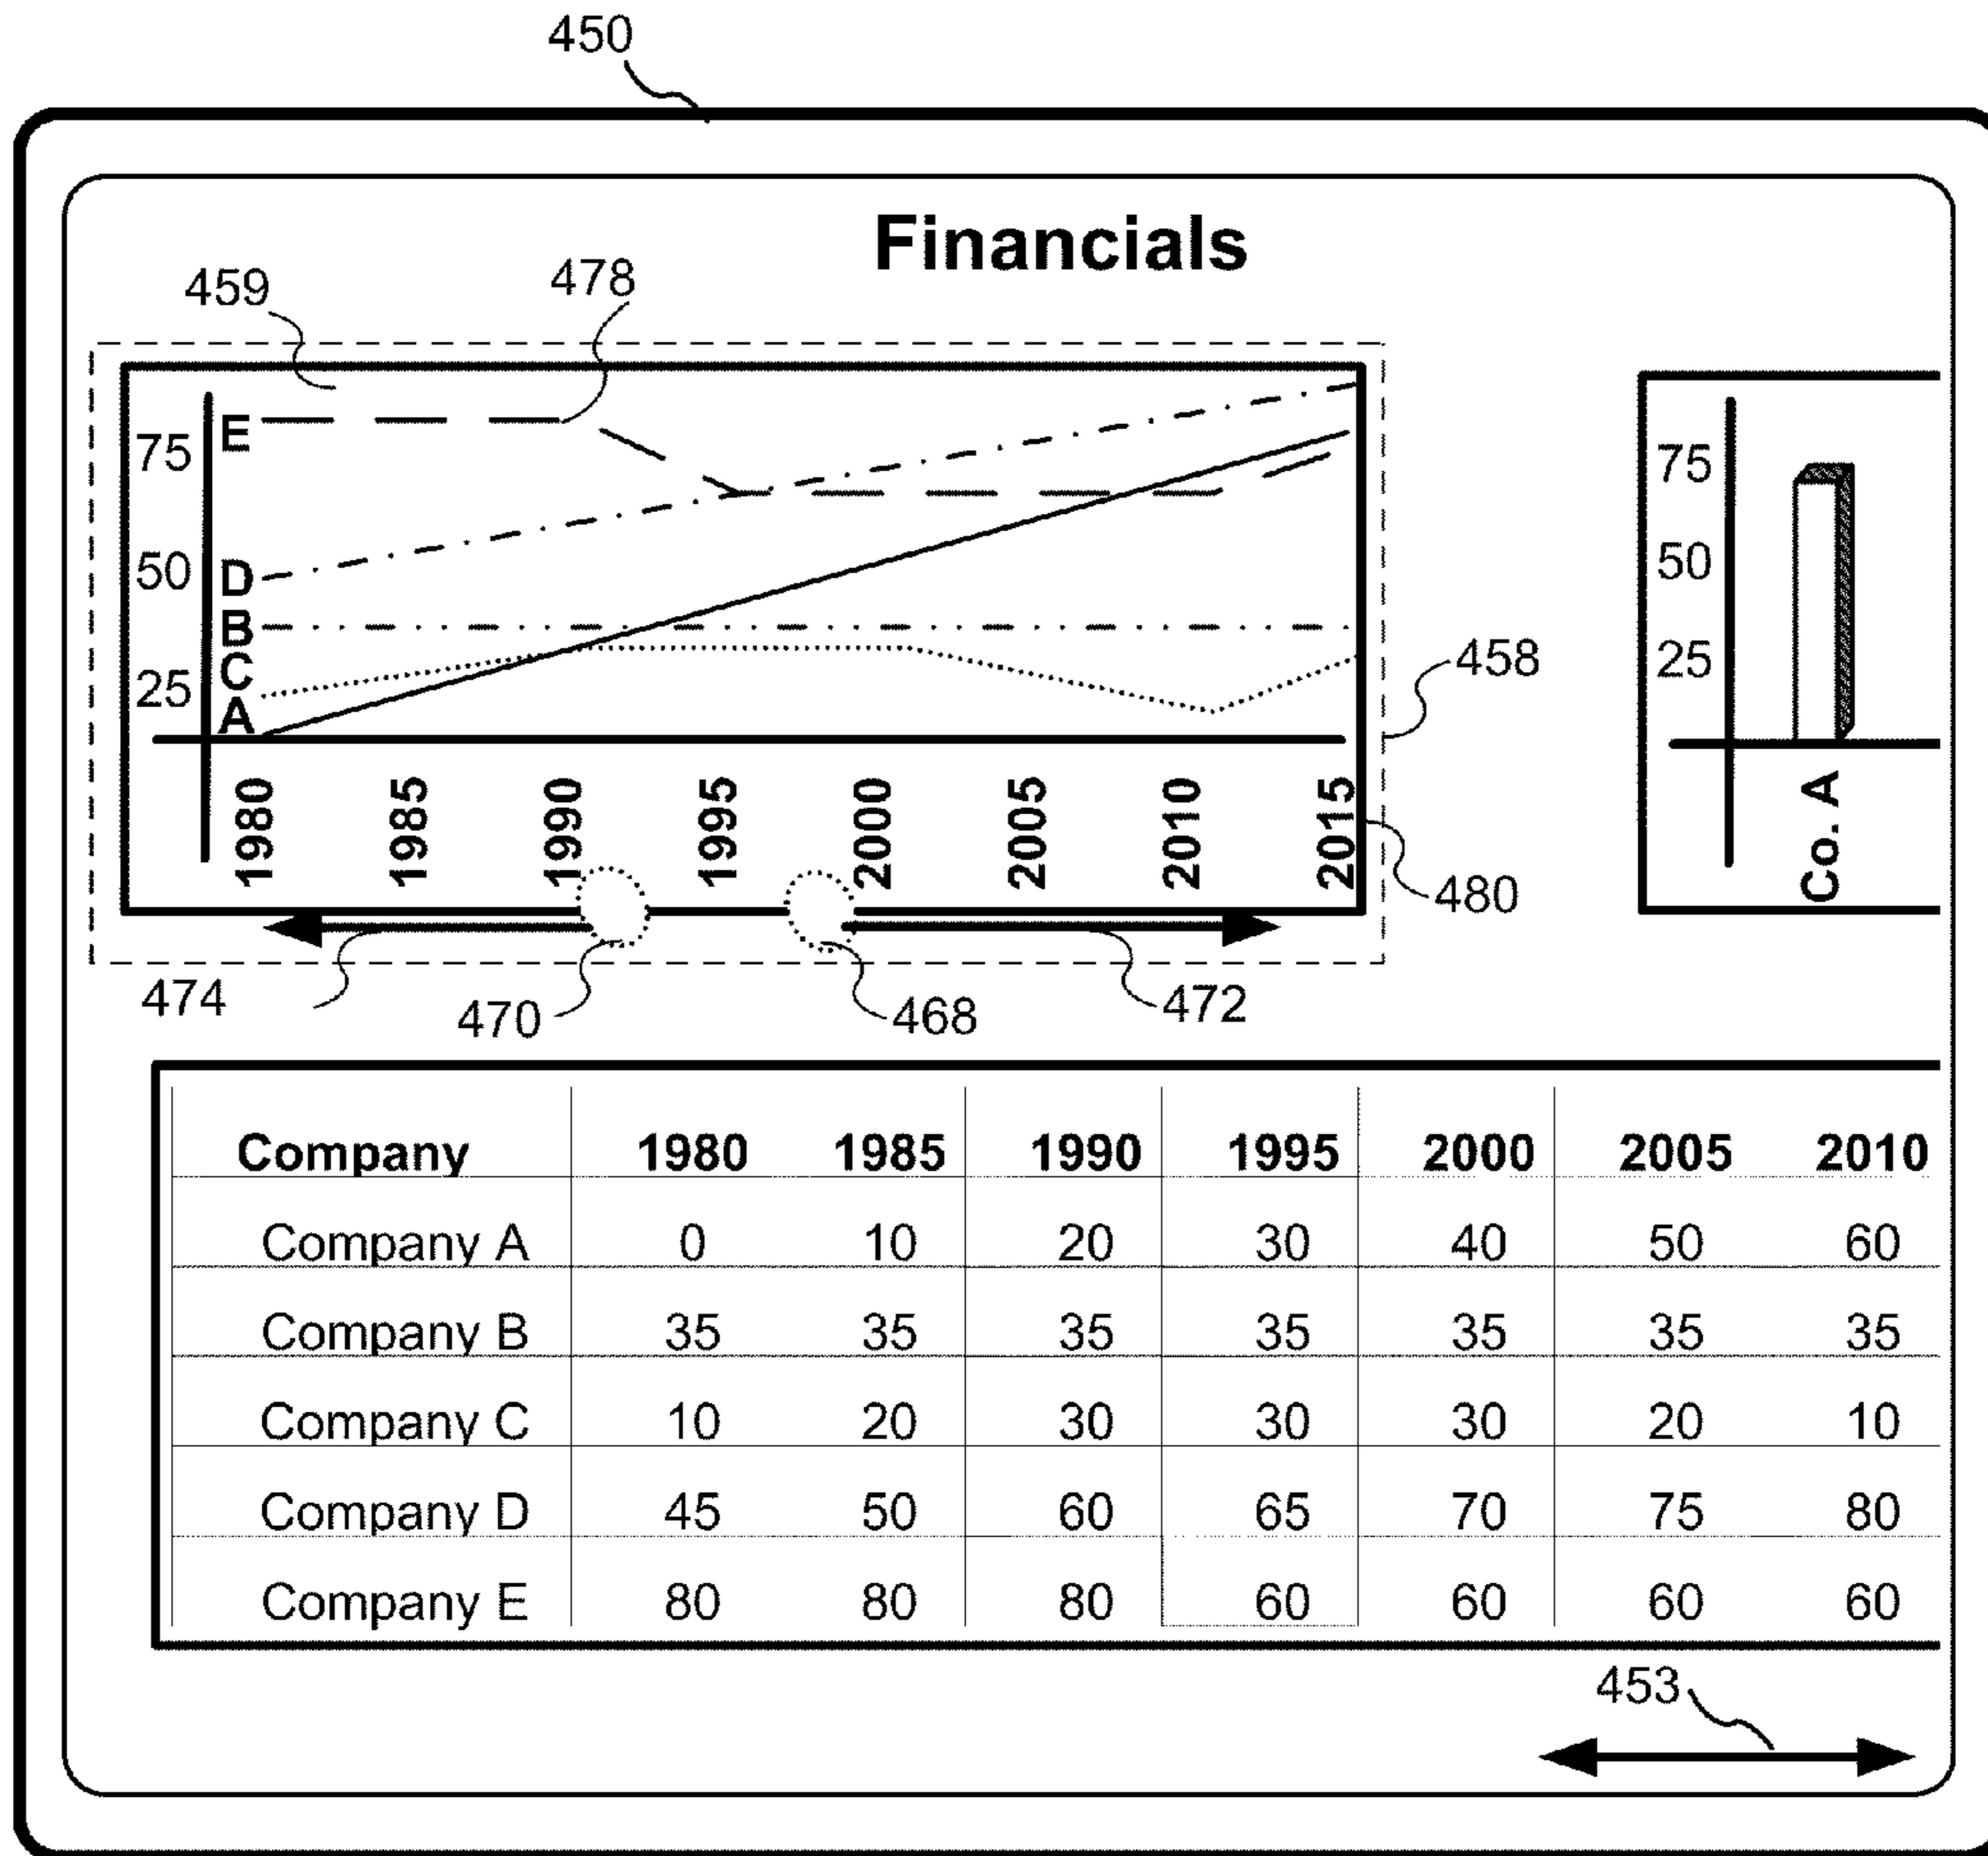 450
Financials
459
478
E
75
D
50
B
C
25
A
1980 1985 1990 1995 2000 2005 2010 2015
458
480
474
470
468
472
75
50
25
Co. A
Company 1980 1985 1990 1995 2000 2005 2010
Company A 0 10 20 30 40 50 60
Company B 35 35 35 35 35 35 35
Company C 10 20 30 30 30 20 10
Company D 45 50 60 65 70 75 80
Company E 80 80 80 60 60 60 60
453